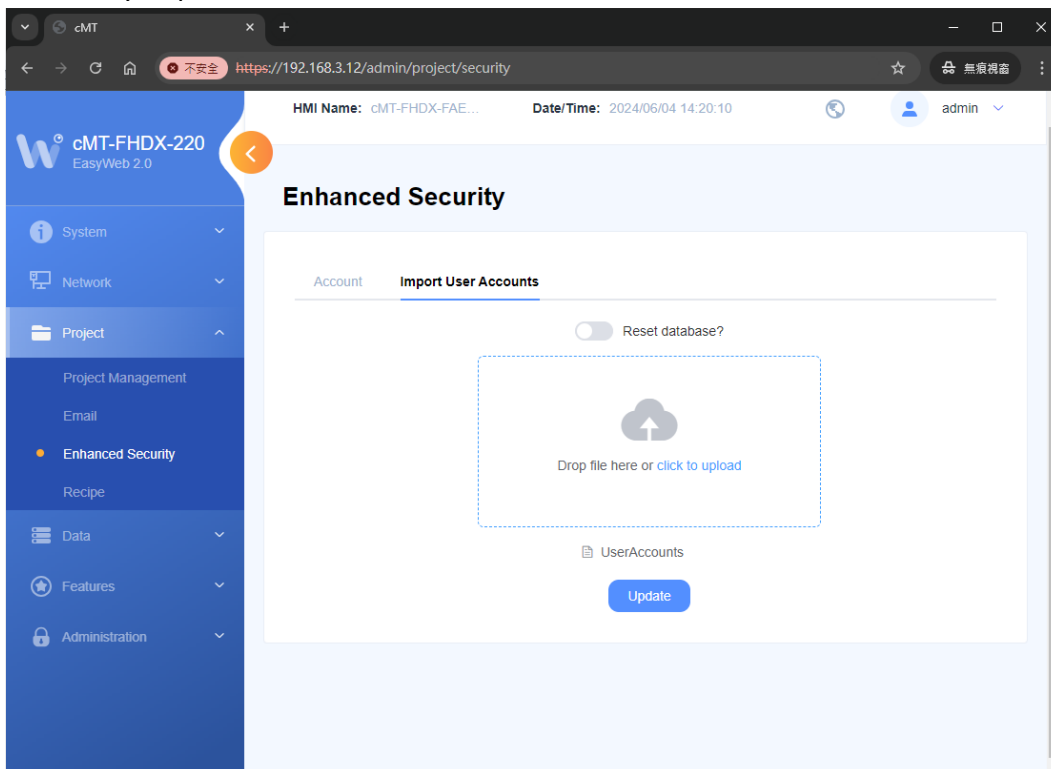 cMT
不安全 https://192.168.3.12/admin/project/security 無痕視窗
HMI Name: cMT-FHDX-FAE... Date/Time: 2024/06/04 14:20:10 admin
cMT-FHDX-220
EasyWeb 2.0
Enhanced Security
System
Network
Project
Project Management
Email
Enhanced Security
Recipe
Data
Features
Administration
Account Import User Accounts
Reset database?
Drop file here or click to upload
UserAccounts
Update